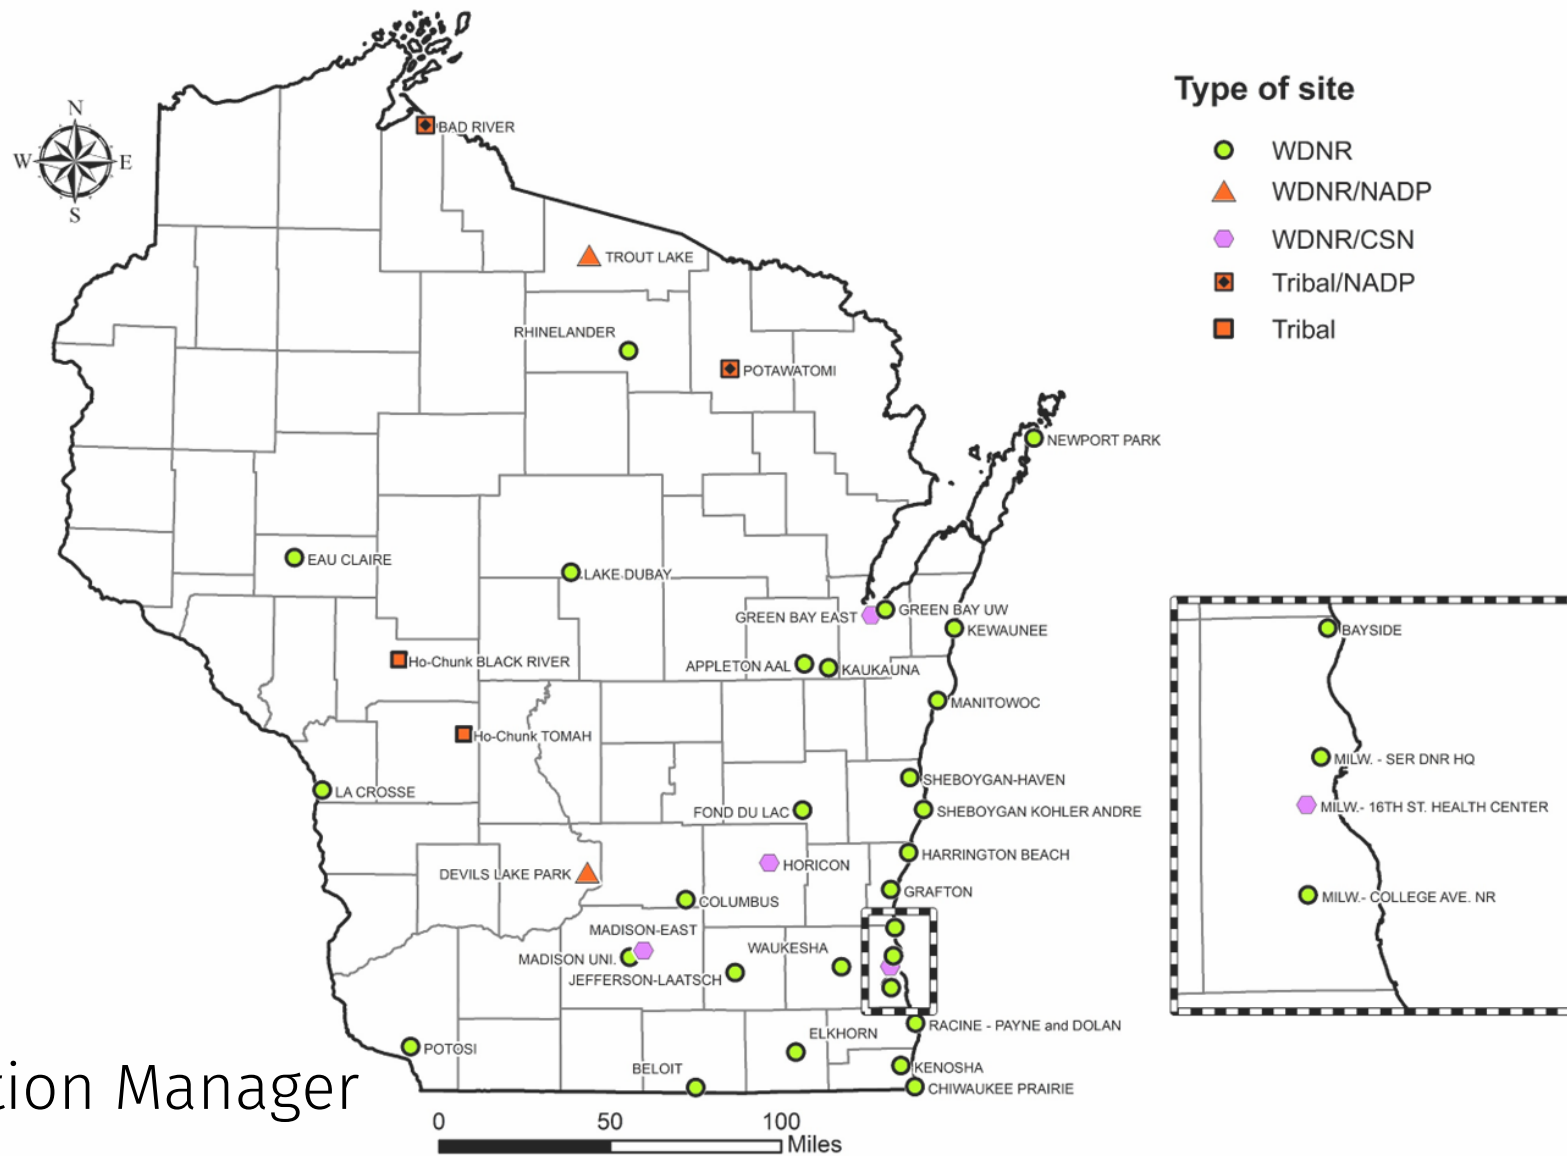 N
W E
S
BAD RIVER
TROUT LAKE
RHINELANDER
POTAWATOMI
NEWPORT PARK
EAU CLAIRE
LAKE DUBAY
GREEN BAY EAST
GREEN BAY UW
KEWAUNEE
Ho-Chunk BLACK RIVER
APPLETON AAL
KAUKAUNA
MANITOWOC
Ho-Chunk TOMAH
SHEBOYGAN-HAVEN
LA CROSSE
FOND DU LAC
SHEBOYGAN KOHLER ANDRE
HARRINGTON BEACH
HORICON
DEVILS LAKE PARK
GRAFTON
COLUMBUS
MADISON-EAST
WAUKESHA
MADISON UNI.
JEFFERSON-LAATSCH
RACINE - PAYNE and DOLAN
ELKHORN
POTOSI
BELOIT
KENOSHA
CHIWAUKEE PRAIRIE
tion Manager
0 50 100
Miles
Type of site
WDNR
WDNR/NADP
WDNR/CSN
Tribal/NADP
Tribal
BAYSIDE
MILW. - SER DNR HQ
MILW.- 16TH ST. HEALTH CENTER
MILW.- COLLEGE AVE. NR